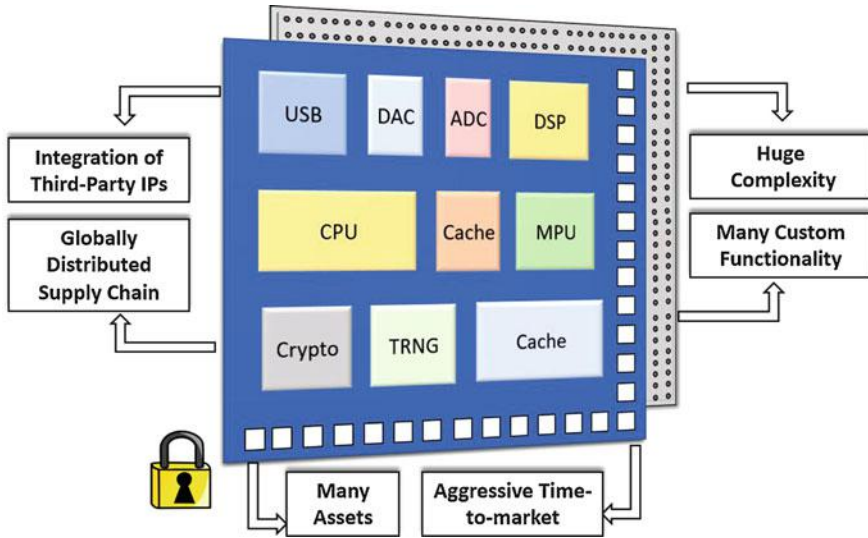 USB
DAC
ADC
DSP
Integration of
Third-Party IPs
Huge
Complexity
CPU
Cache
MPU
Globally
Distributed
Supply Chain
Many Custom
Functionality
Crypto
TRNG
Cache
Many
Assets
Aggressive Time-
to-market